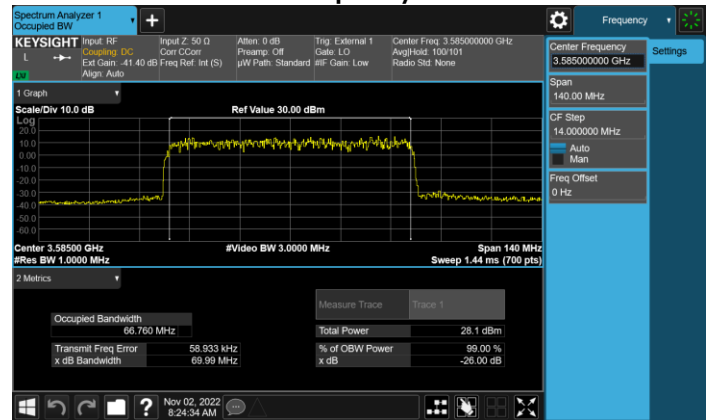 Spectrum Analyzer 1
Occupied BW
+
Frequency
KEYSIGHT
L
LXI
Input: RF
Coupling: DC
Ext Gain: -41.40 dB
Align: Auto
Input Z: 50 Ω
Corr CCorr
Freq Ref: Int (S)
Atten: 0 dB
Preamp: Off
µW Path: Standard
Trig: External 1
Gate: LO
#IF Gain: Low
Center Freq: 3.585000000 GHz
Avg|Hold: 100/101
Radio Std: None
Center Frequency
3.585000000 GHz
Settings
Span
140.00 MHz
CF Step
14.000000 MHz
Auto
Man
Freq Offset
0 Hz
1 Graph
Scale/Div 10.0 dB
Ref Value 30.00 dBm
Log
20.0
10.0
0.00
-10.0
-20.0
-30.0
-40.0
-50.0
-60.0
Center 3.58500 GHz
#Video BW 3.0000 MHz
Span 140 MHz
#Res BW 1.0000 MHz
Sweep 1.44 ms (700 pts)
2 Metrics
Measure Trace
Trace 1
Occupied Bandwidth
66.760 MHz
Total Power
28.1 dBm
Transmit Freq Error
58.933 kHz
% of OBW Power
99.00 %
x dB Bandwidth
69.99 MHz
x dB
-26.00 dB
?
Nov 02, 2022
8:24:34 AM